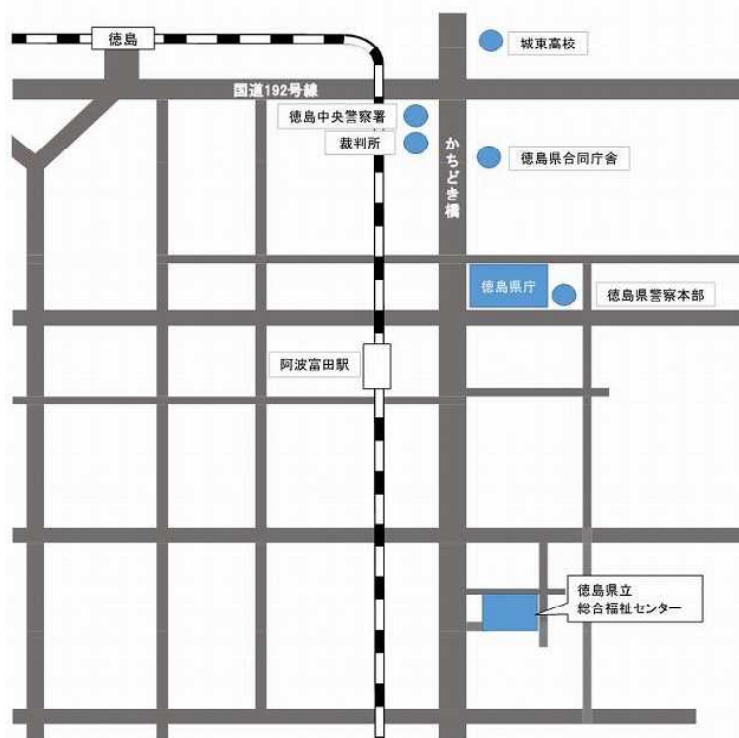 徳島
城東高校
国道192号線
徳島中央警察署
裁判所
かちどき橋
徳島県合同庁舎
徳島県庁
徳島県警察本部
阿波富田駅
徳島県立
総合福祉センター